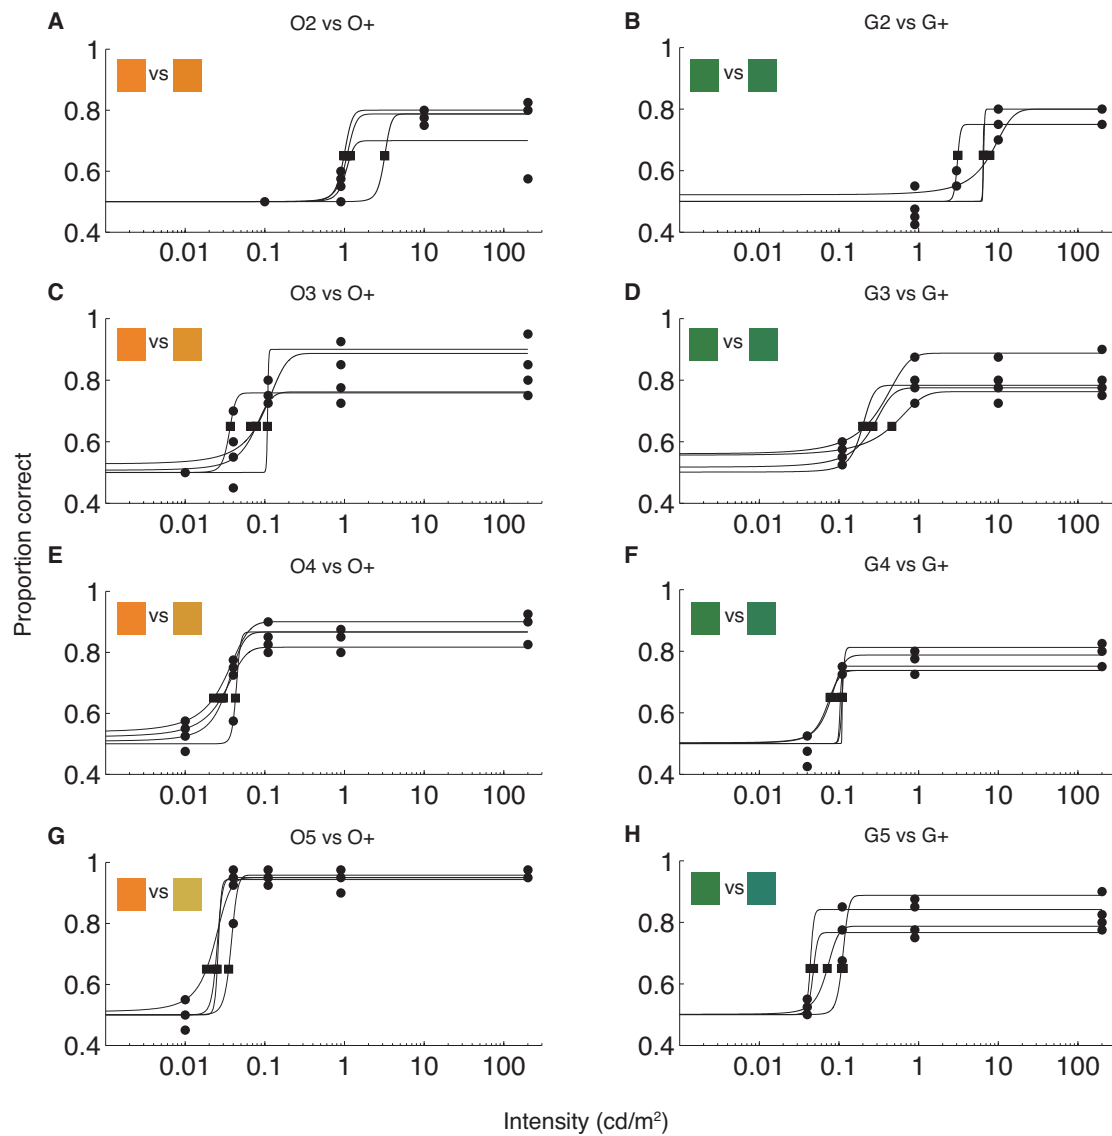 A
O2 vs O+
1
0.8
0.6
0.4
vs
0.01 0.1 1 10 100
B
G2 vs G+
1
0.8
0.6
0.4
vs
0.01 0.1 1 10 100
C
O3 vs O+
1
0.8
0.6
0.4
vs
0.01 0.1 1 10 100
D
G3 vs G+
1
0.8
0.6
0.4
vs
0.01 0.1 1 10 100
E
O4 vs O+
1
0.8
0.6
0.4
vs
0.01 0.1 1 10 100
F
G4 vs G+
1
0.8
0.6
0.4
vs
0.01 0.1 1 10 100
G
O5 vs O+
1
0.8
0.6
0.4
vs
0.01 0.1 1 10 100
H
G5 vs G+
1
0.8
0.6
0.4
vs
0.01 0.1 1 10 100
Proportion correct
Intensity (cd/m²)